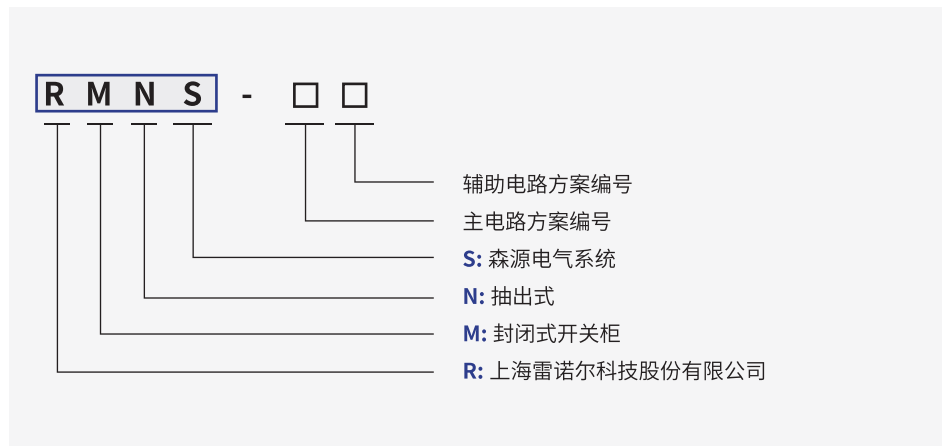 RMNS - □□
辅助电路方案编号
主电路方案编号
S: 森源电气系统
N: 抽出式
M: 封闭式开关柜
R: 上海雷诺尔科技股份有限公司